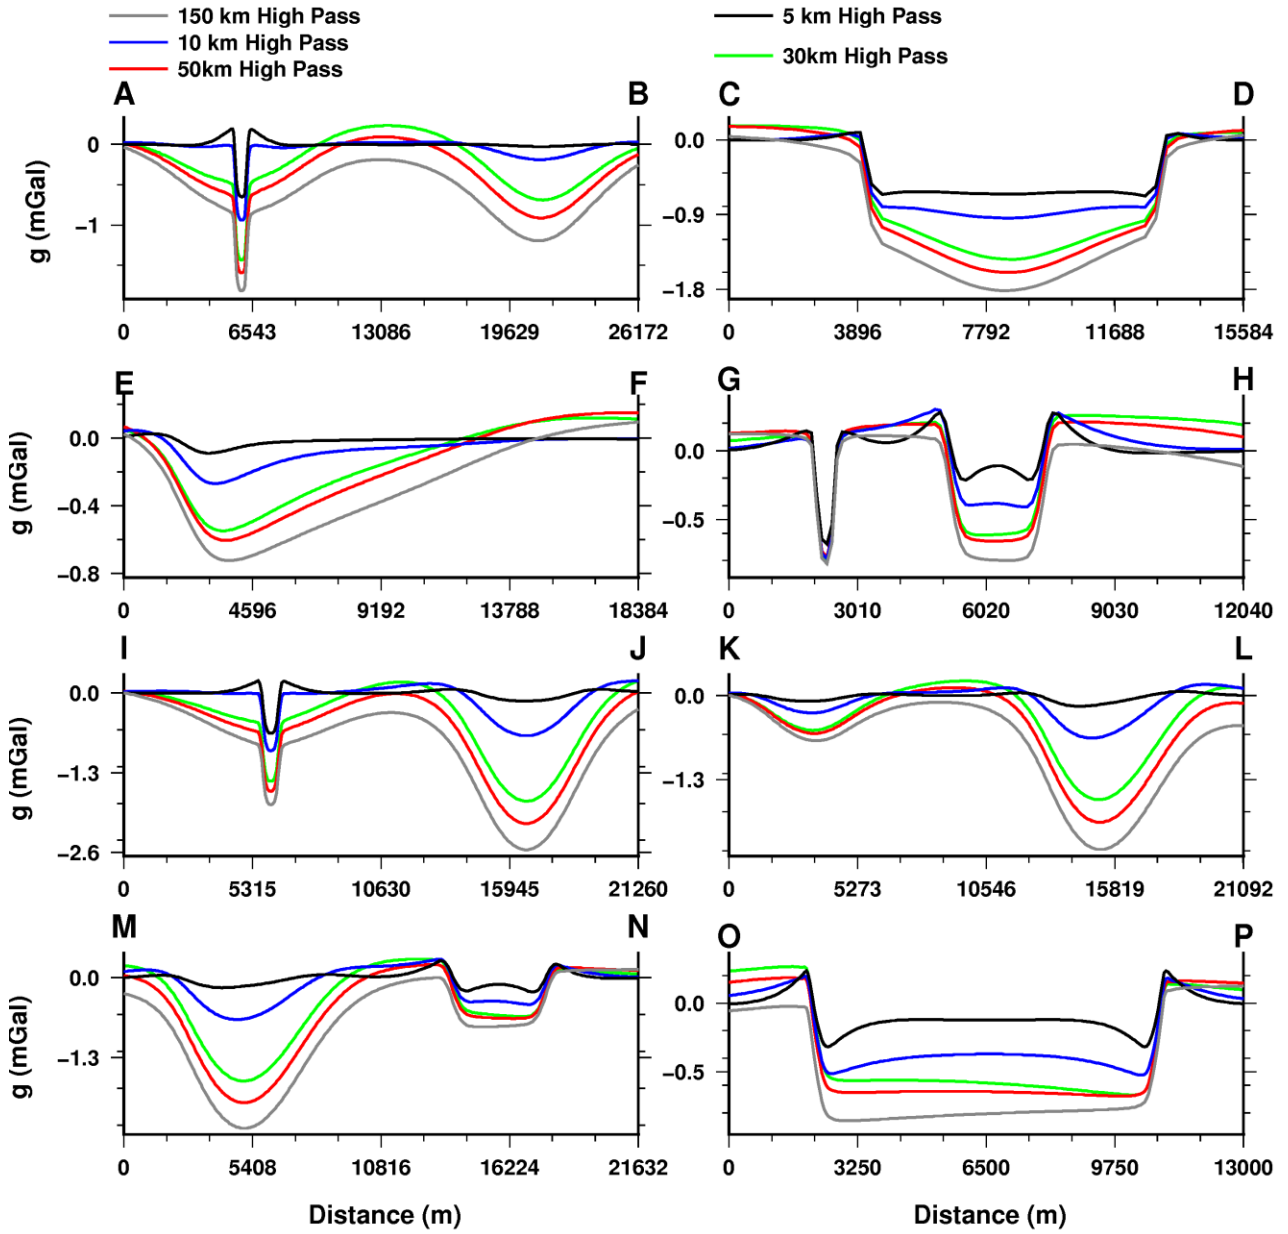 150 km High Pass
10 km High Pass
50km High Pass
5 km High Pass
30km High Pass
A B
0
−1
g (mGal)
0 6543 13086 19629 26172
C D
0.0
−0.9
−1.8
0 3896 7792 11688 15584
E F
0.0
−0.4
−0.8
g (mGal)
0 4596 9192 13788 18384
G H
0.0
−0.5
0 3010 6020 9030 12040
I J
0.0
−1.3
−2.6
g (mGal)
0 5315 10630 15945 21260
K L
0.0
−1.3
0 5273 10546 15819 21092
M N
0.0
−1.3
g (mGal)
0 5408 10816 16224 21632
Distance (m)
O P
0.0
−0.5
0 3250 6500 9750 13000
Distance (m)